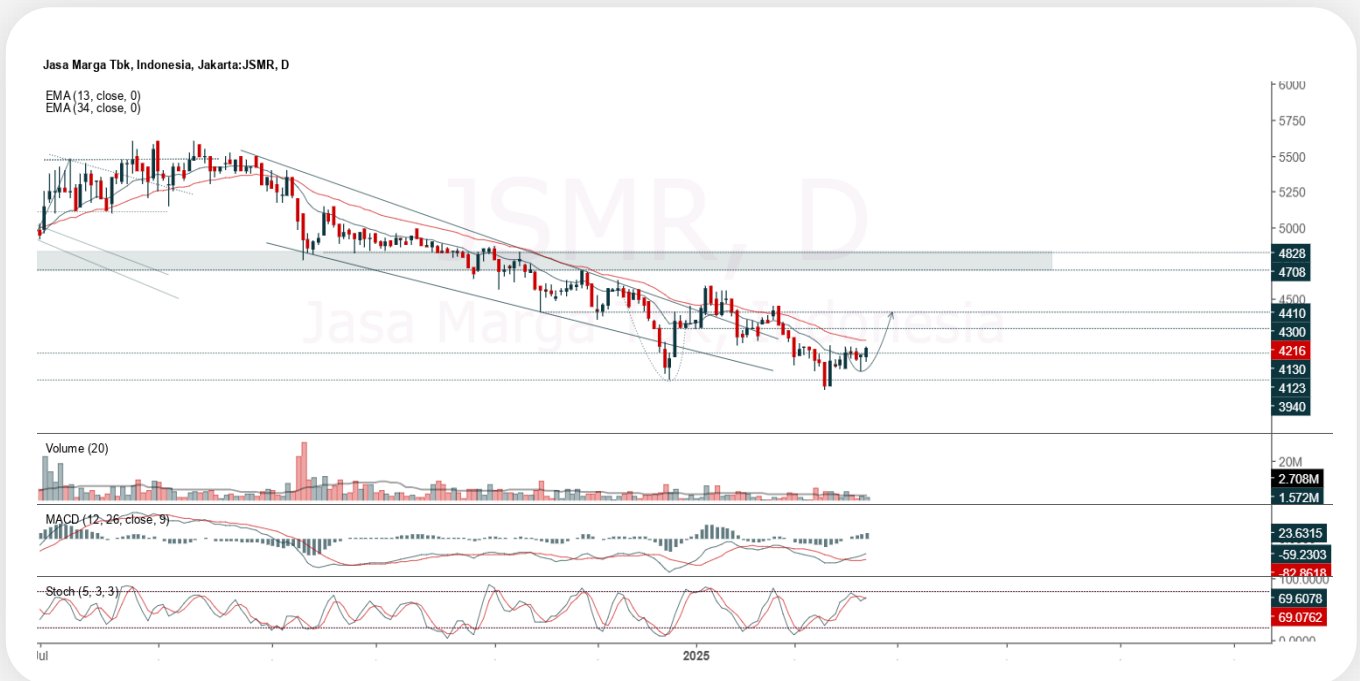 Jasa Marga Tbk, Indonesia, Jakarta:JSMR, D
EMA (13, close, 0)
EMA (34, close, 0)
JSMR, D
Jasa Marga Tbk, Indonesia
6000
5750
5500
5250
5000
4828
4708
4500
4410
4300
4216
4130
4123
3940
Volume (20)
20M
2.708M
1.572M
MACD (12, 26, close, 9)
23.6315
-59.2303
-82.8618
Stoch (5, 3, 3)
100.0000
69.6078
69.0762
0.0000
Jul
2025